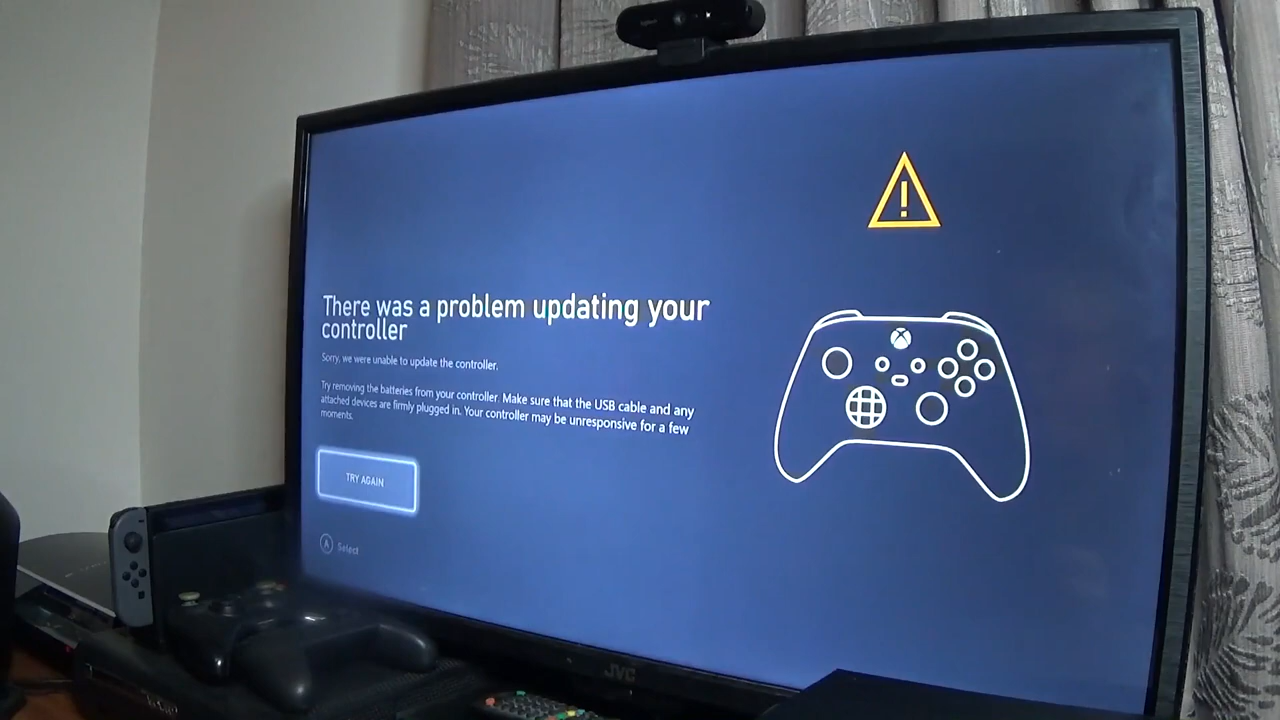 logitech
There was a problem updating your
controller
Sorry, we were unable to update the controller.
Try removing the batteries from your controller. Make sure that the USB cable and any
attached devices are firmly plugged in. Your controller may be unresponsive for a few
moments.
TRY AGAIN
A Select
JVC